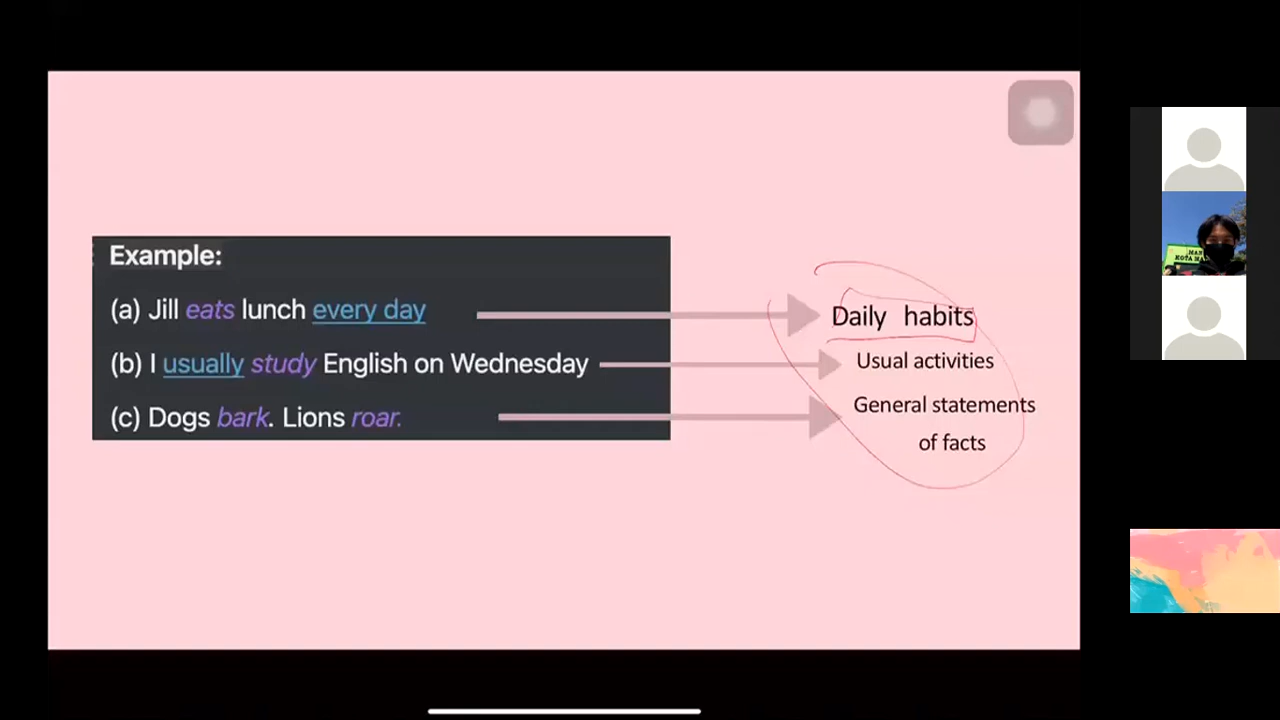 Example:
(a) Jill eats lunch every day
Daily habits
(b) I usually study English on Wednesday
Usual activities
(c) Dogs bark. Lions roar.
General statements
of facts